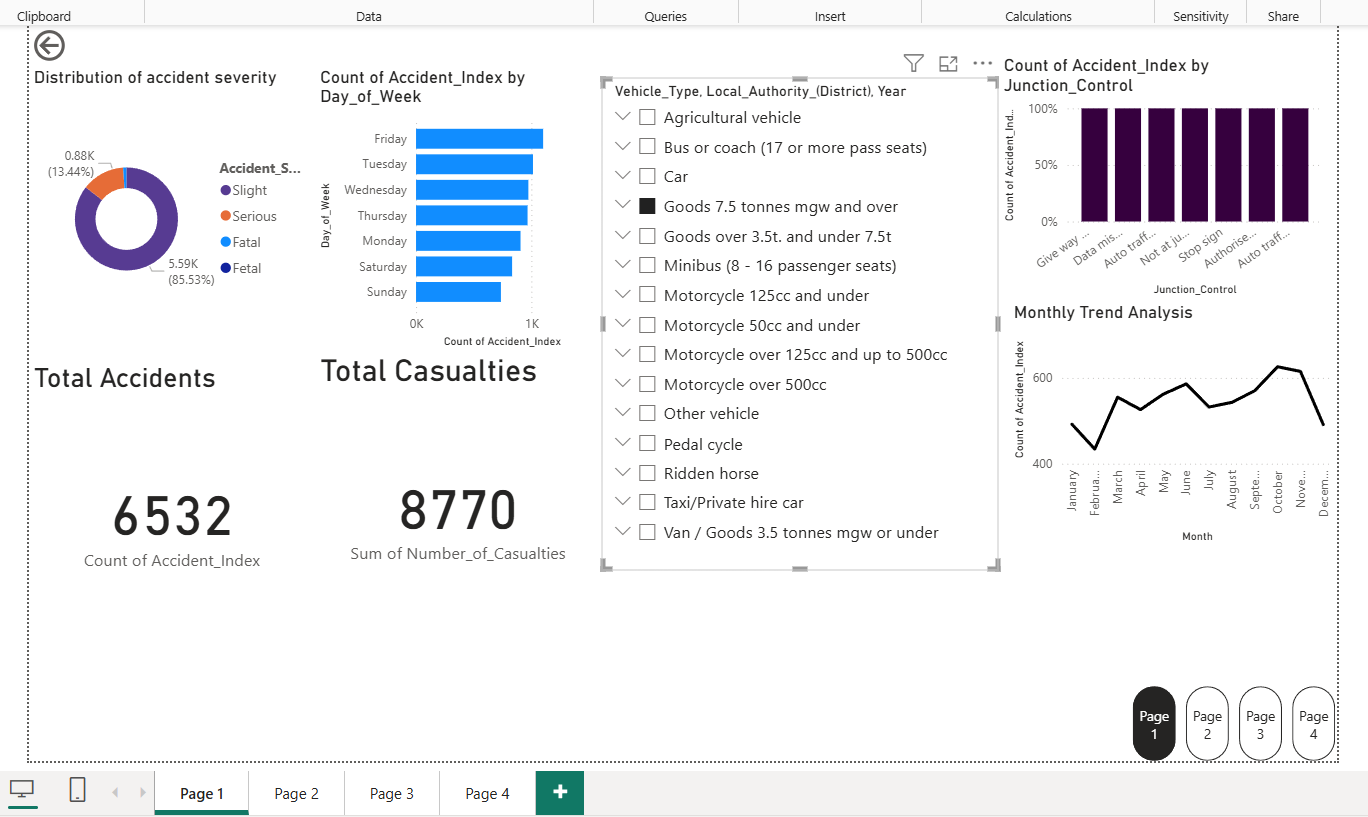 Clipboard
Data
Queries
Insert
Calculations
Sensitivity
Share
Distribution of accident severity
0.88K
(13.44%)
5.59K
(85.53%)
Accident_S...
Slight
Serious
Fatal
Fetal
Count of Accident_Index by
Day_of_Week
Day_of_Week
Friday
Tuesday
Wednesday
Thursday
Monday
Saturday
Sunday
0K
1K
Count of Accident_Index
Total Accidents
6532
Count of Accident_Index
Total Casualties
8770
Sum of Number_of_Casualties
Vehicle_Type, Local_Authority_(District), Year
Agricultural vehicle
Bus or coach (17 or more pass seats)
Car
Goods 7.5 tonnes mgw and over
Goods over 3.5t. and under 7.5t
Minibus (8 - 16 passenger seats)
Motorcycle 125cc and under
Motorcycle 50cc and under
Motorcycle over 125cc and up to 500cc
Motorcycle over 500cc
Other vehicle
Pedal cycle
Ridden horse
Taxi/Private hire car
Van / Goods 3.5 tonnes mgw or under
Count of Accident_Index by
Junction_Control
Count of Accident_Ind...
100%
50%
0%
Give way ...
Data mis...
Auto traff...
Not at ju...
Stop sign
Authorise...
Auto traff...
Junction_Control
Monthly Trend Analysis
Count of Accident_Index
600
400
January
Februa...
March
April
May
June
July
August
Septe...
October
Nove...
Decem...
Month
Page
1
Page
2
Page
3
Page
4
Page 1
Page 2
Page 3
Page 4